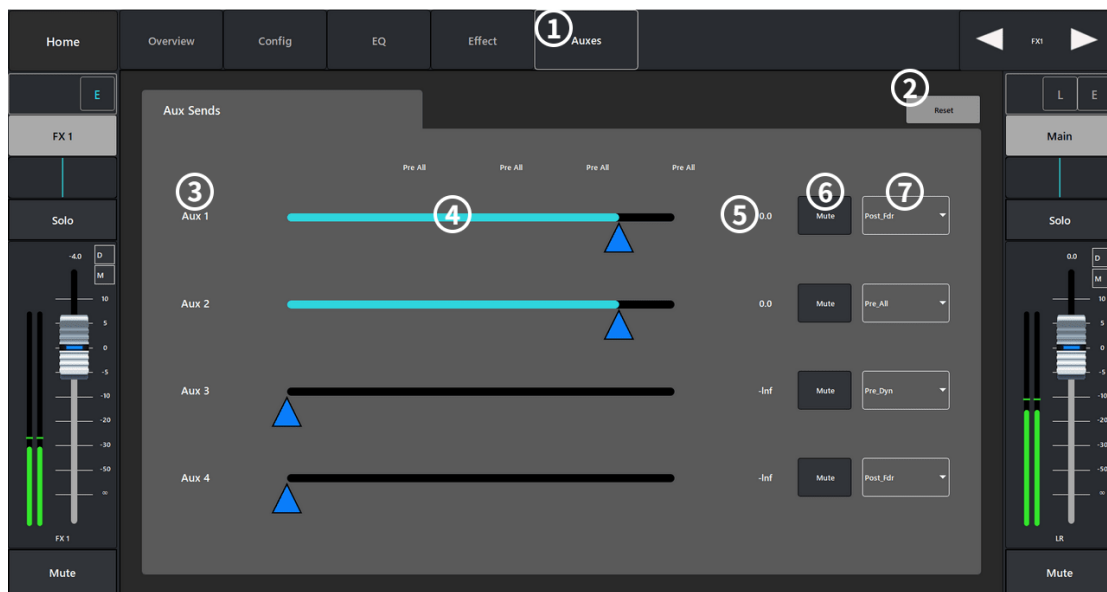 Home Overview Config EQ Effect ① Auxes FX1
E ② L E
Aux Sends Reset
FX 1 Main
Pre All Pre All Pre All Pre All
③ ④ ⑤ ⑥ ⑦
Solo Aux 1 0.0 Mute Post_Fdr Solo
-4.0 D 0.0 D
M M
10 Aux 2 0.0 Mute Pre_All 10
5 5
0 0
-5 -5
-10 Aux 3 -Inf Mute Pre_Dyn -10
-20 -20
-30 -30
-50 Aux 4 -Inf Mute Post_Fdr -50
∞ ∞
FX 1 LR
Mute Mute